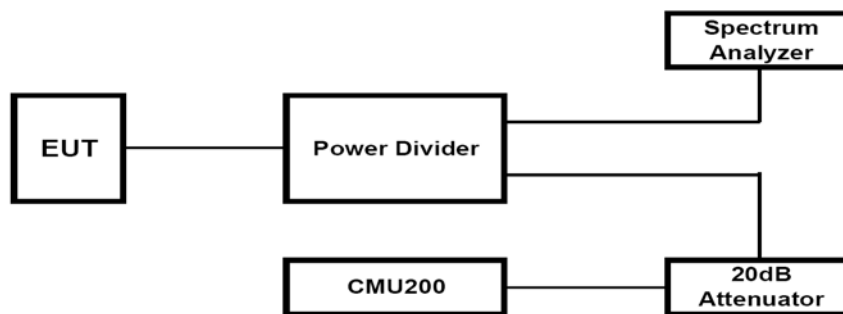 Spectrum
Analyzer
EUT
Power Divider
CMU200
20dB
Attenuator